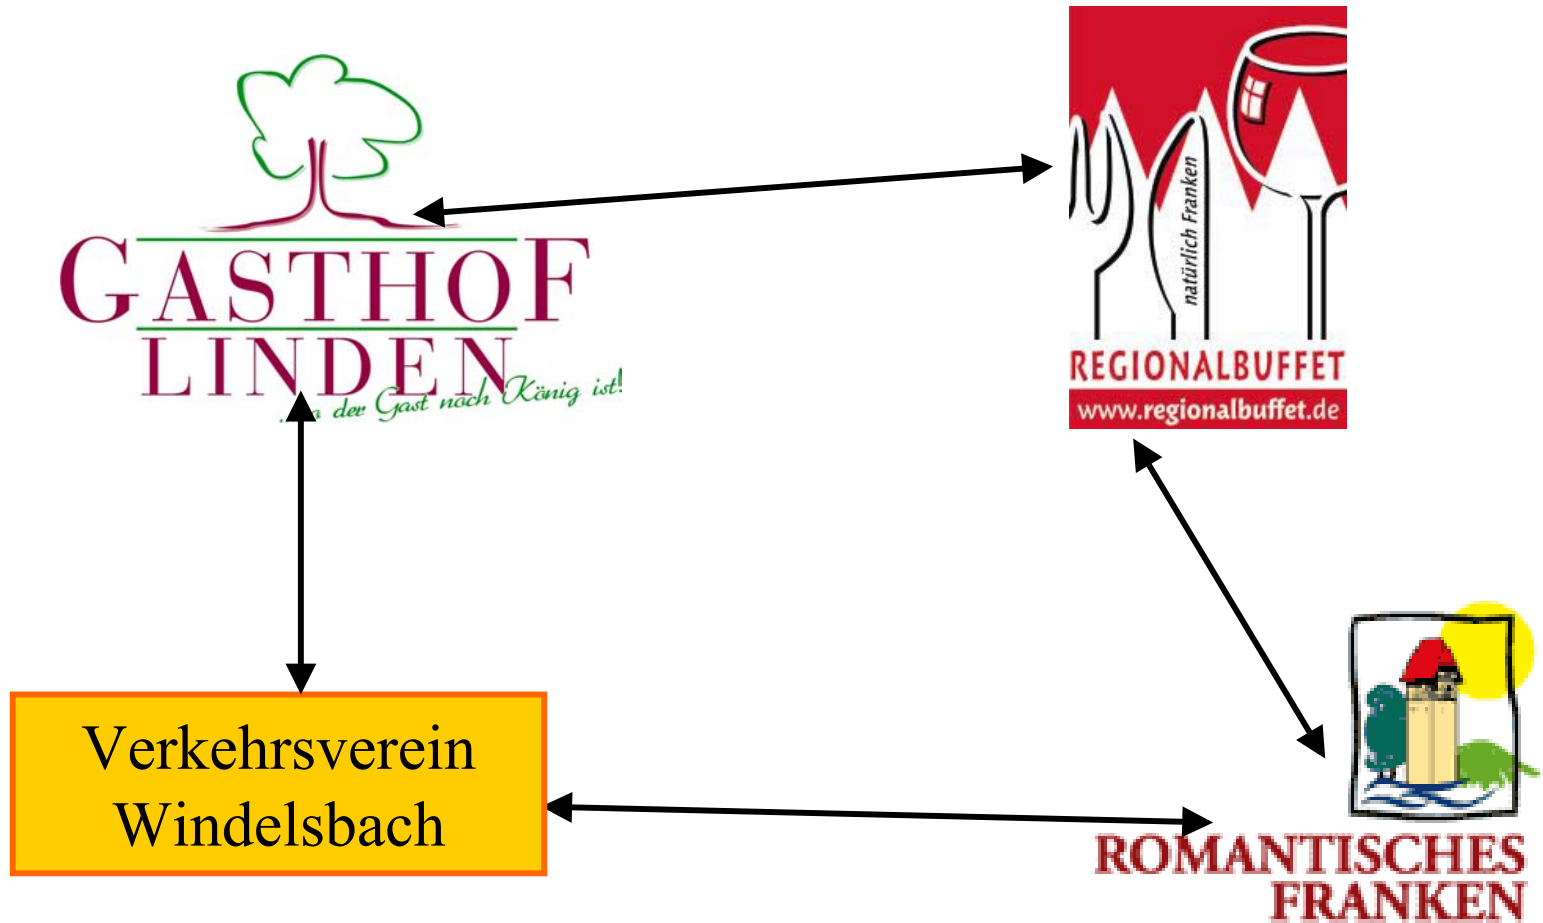 GASTHOF
LINDEN
der Gast noch König ist!
natürlich Franken
REGIONALBUFFET
www.regionalbuffet.de
Verkehrsverein
Windelsbach
ROMANTISCHES
FRANKEN